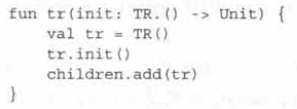 fun tr(init: TR.() -> Unit) {
    val tr = TR()
    tr.init()
    children.add(tr)
}